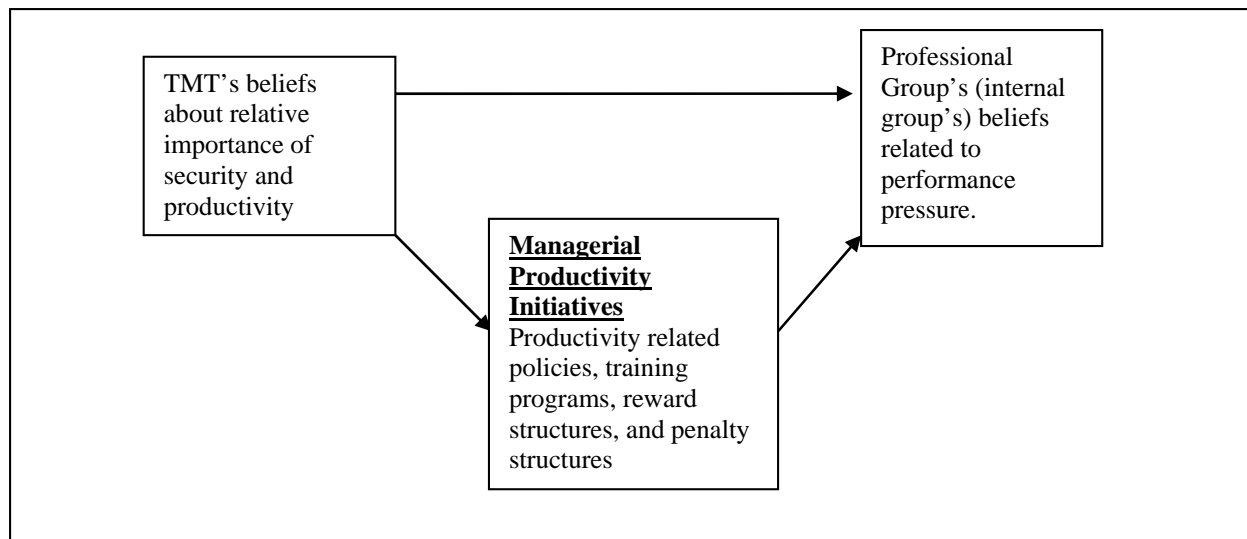 TMT’s beliefs
about relative
importance of
security and
productivity
Professional
Group’s (internal
group’s) beliefs
related to
performance
pressure.
Managerial
Productivity
Initiatives
Productivity related
policies, training
programs, reward
structures, and penalty
structures